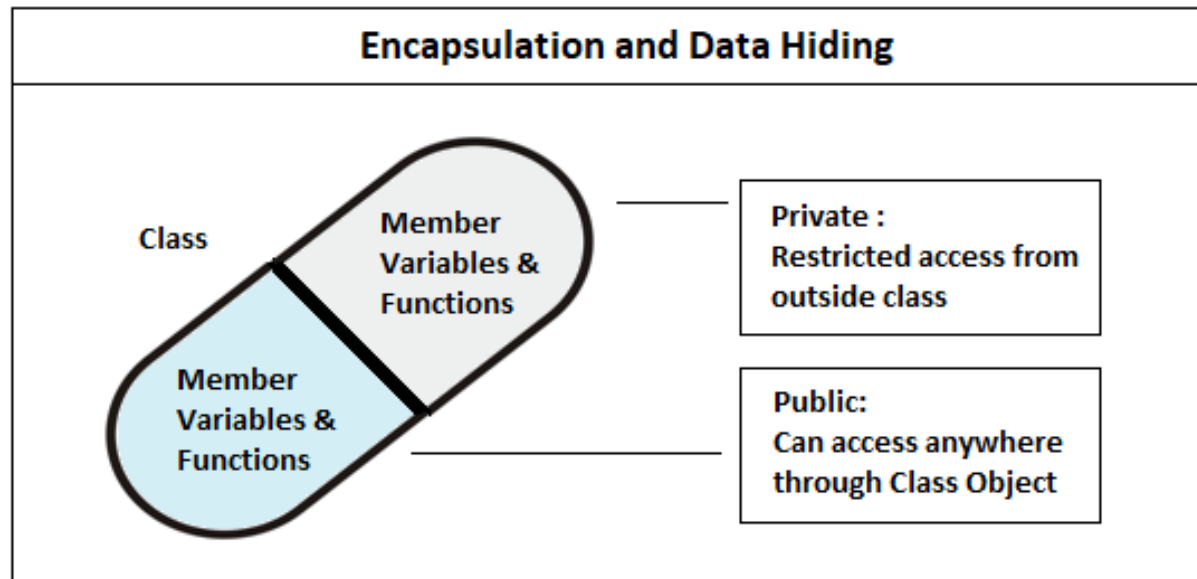 Encapsulation and Data Hiding
Class
Member
Variables &
Functions
Member
Variables &
Functions
Private :
Restricted access from
outside class
Public:
Can access anywhere
through Class Object